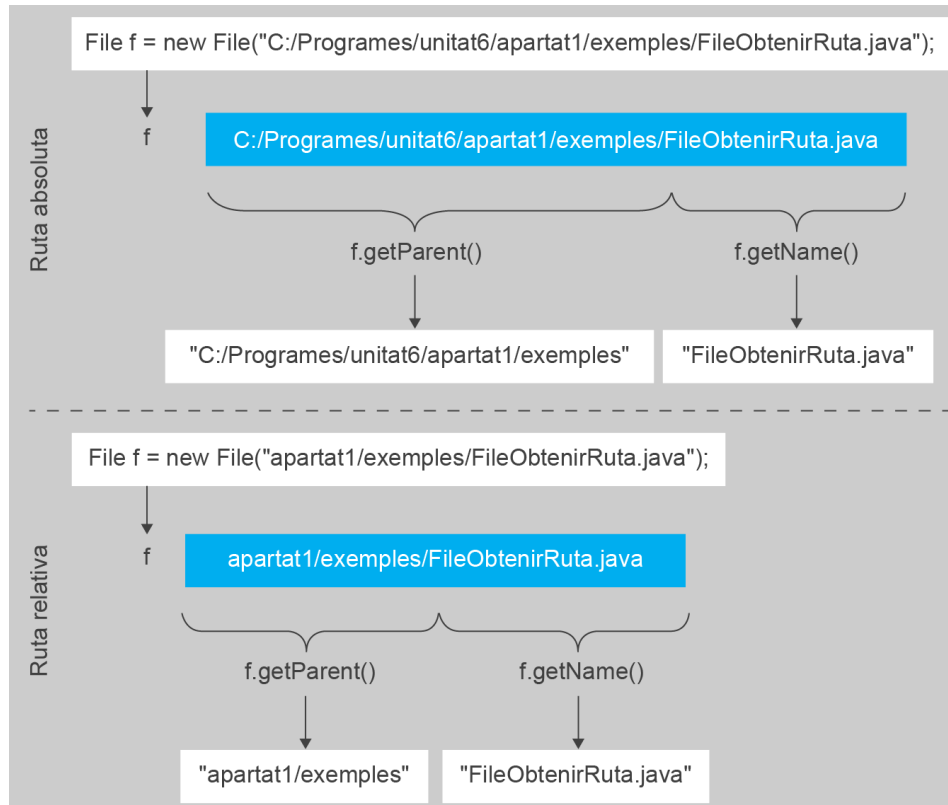 File f = new File("C:/Programes/unitat6/apartat1/exemples/FileObtenirRuta.java");
Ruta absoluta
f
C:/Programes/unitat6/apartat1/exemples/FileObtenirRuta.java
f.getParent()
f.getName()
"C:/Programes/unitat6/apartat1/exemples"
"FileObtenirRuta.java"
File f = new File("apartat1/exemples/FileObtenirRuta.java");
Ruta relativa
f
apartat1/exemples/FileObtenirRuta.java
f.getParent()
f.getName()
"apartat1/exemples"
"FileObtenirRuta.java"